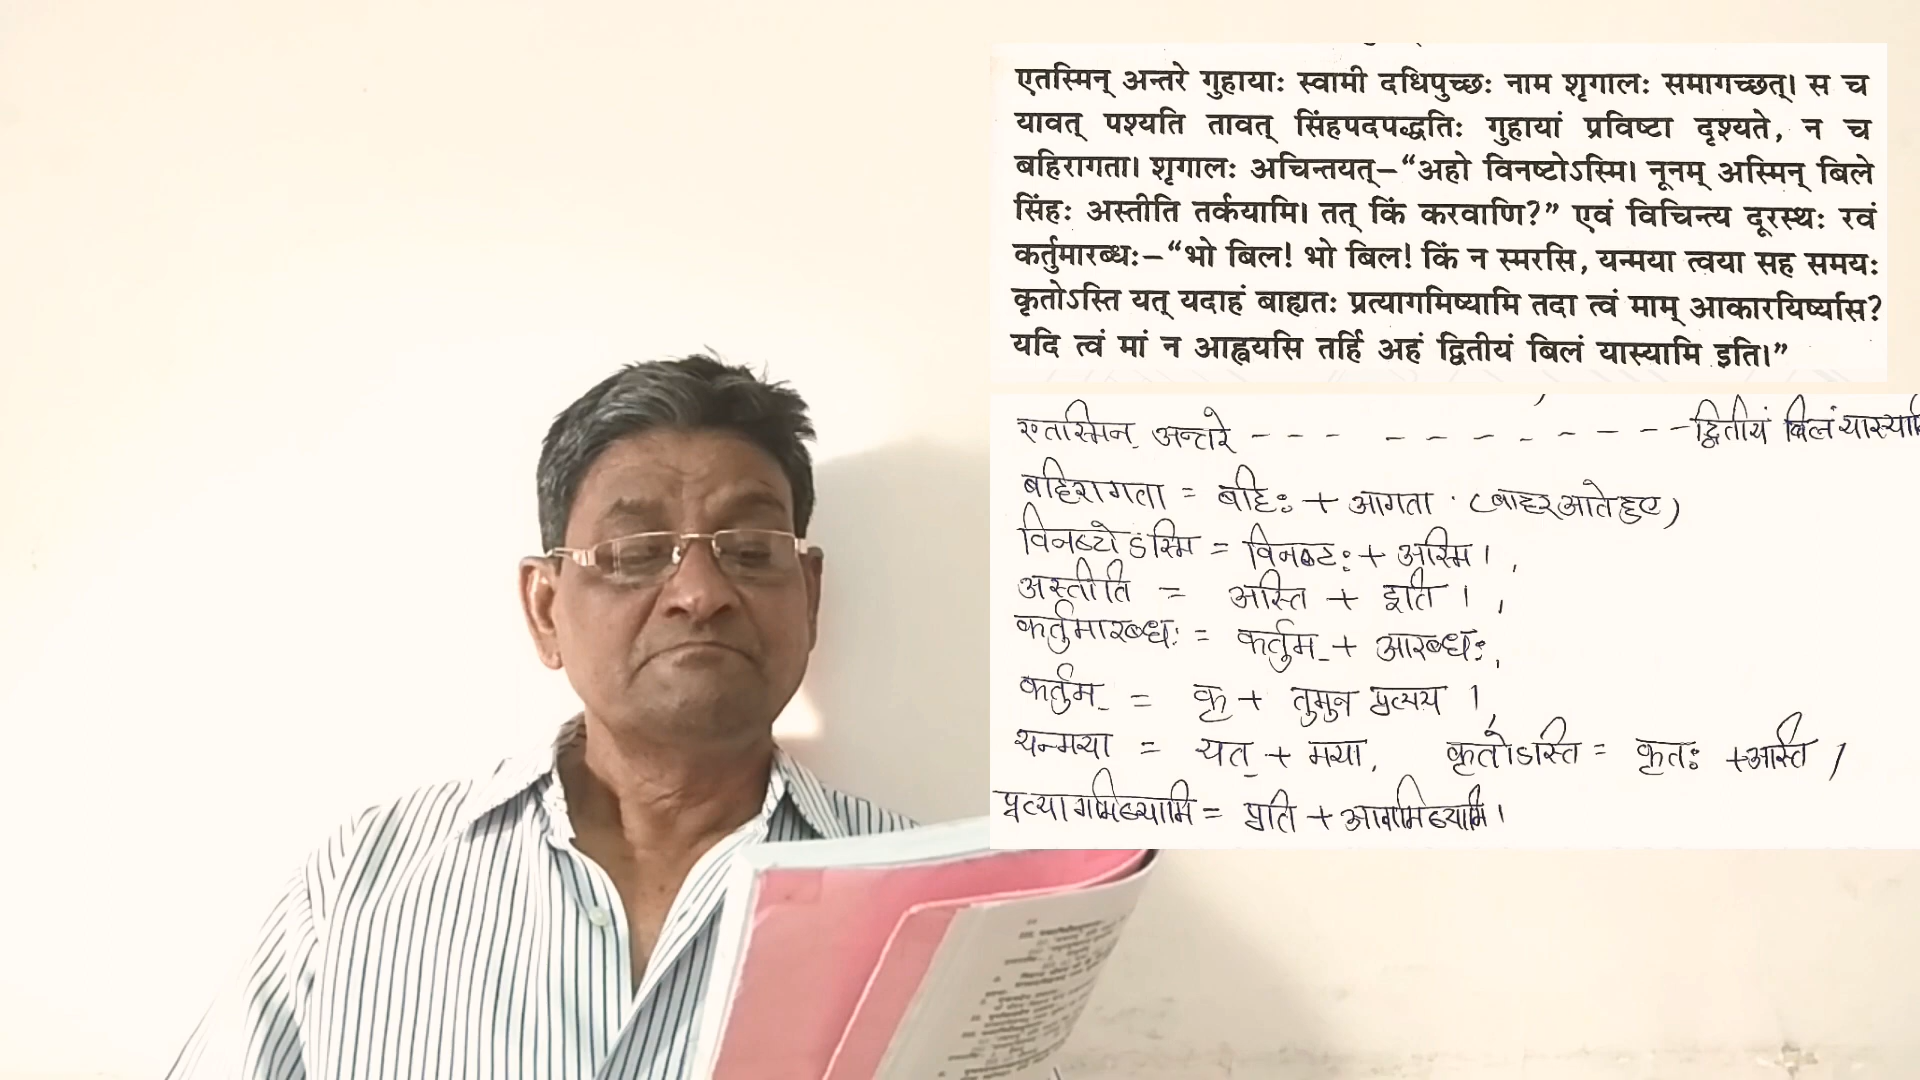 एतस्मिन् अन्तरे गुहायाः स्वामी दधिपुच्छः नाम शृगालः समागच्छत्। स च
यावत् पश्यति तावत् सिंहपदपद्धतिः गुहायां प्रविष्टा दृश्यते, न च
बहिरागता। शृगालः अचिन्तयत्–“अहो विनष्टोऽस्मि। नूनम् अस्मिन् बिले
सिंहः अस्तीति तर्कयामि। तत् किं करवाणि?” एवं विचिन्त्य दूरस्थः रवं
कर्तुमारब्धः–“भो बिल! भो बिल! किं न स्मरसि, यन्मया त्वया सह समयः
कृतोऽस्ति यत् यदाहं बाह्यतः प्रत्यागमिष्यामि तदा त्वं माम् आकारयिर्ष्यास?
यदि त्वं मां न आह्वयसि तर्हि अहं द्वितीयं बिलं यास्यामि इति।”
एतस्मिन् अन्तरे - - - - - - - - - - - - द्वितीयं बिलं यास्यामि
बहिरागता = बहिः + आगता . (बाहर आते हुए)
विनष्टोऽस्मि = विनष्टः + अस्मि।,
अस्तीति = अस्ति + इति।,
कर्तुमारब्धः = कर्तुम् + आरब्धः,
कर्तुम् = कृ + तुमुन प्रत्यय।
यन्मया = यत् + मया, कृतोऽस्ति = कृतः + अस्ति।
प्रत्यागमिष्यामि = प्रति + आगमिष्यामि।